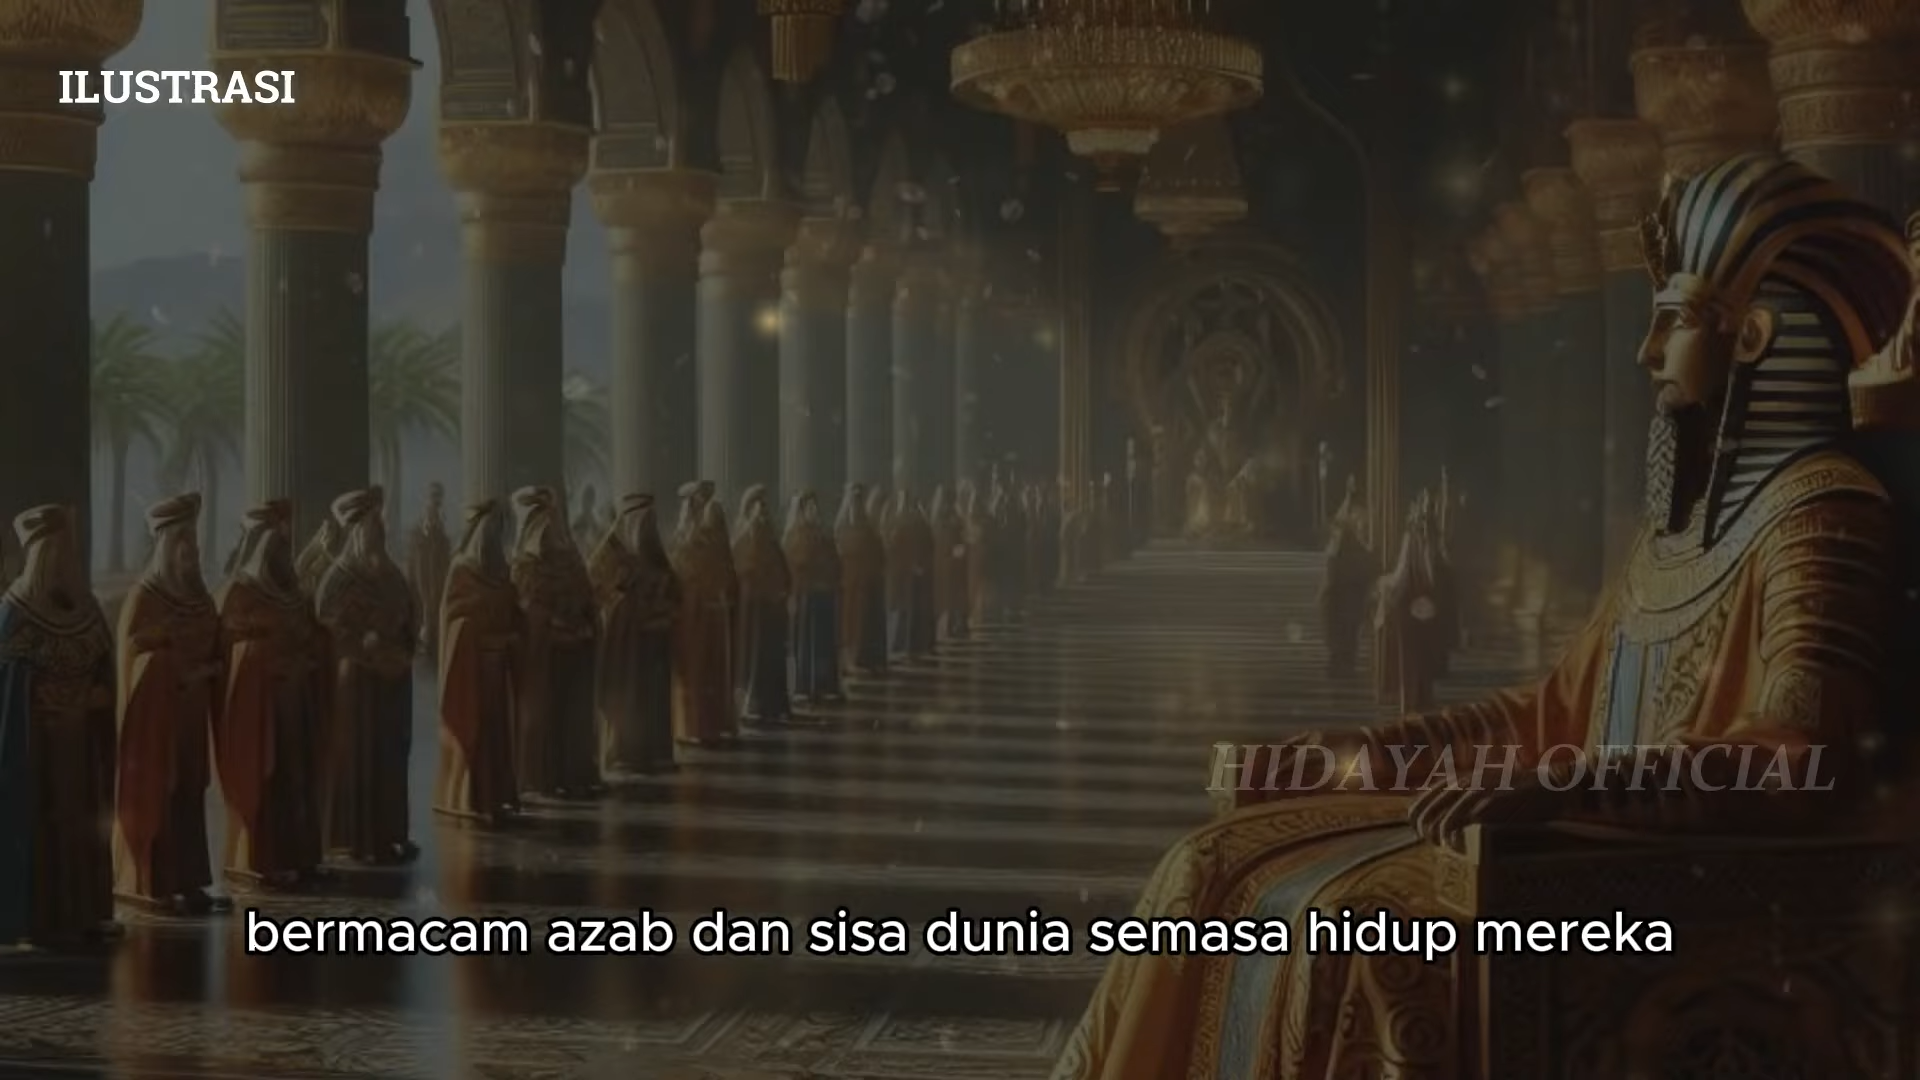 ILUSTRASI
HIDAYAH OFFICIAL
bermacam azab dan sisa dunia semasa hidup mereka